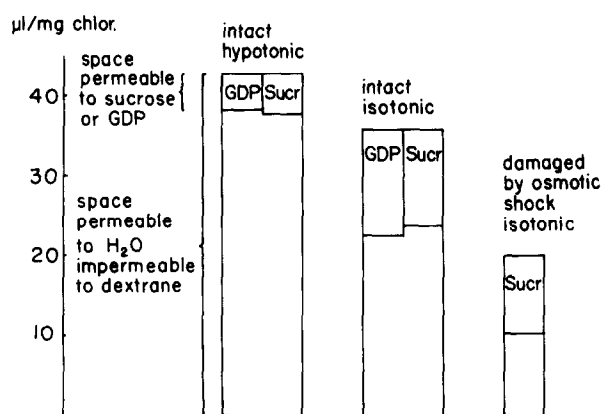 µl/mg chlor.
40
30
20
10
space
permeable
to sucrose
or GDP
space
permeable
to H₂O
impermeable
to dextrane
intact
hypotonic
GDP Sucr
intact
isotonic
GDP Sucr
damaged
by osmotic
shock
isotonic
Sucr